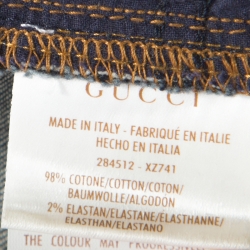 GUCCI
MADE IN ITALY - FABRIQUÉ EN ITALIE
HECHO EN ITALIA
284512 - XZ741
98% COTONE/COTTON/COTON/
BAUMWOLLE/ALGODON
2% ELASTAN/ELASTANE/ELASTHANNE/
ELASTHAN/ELASTANO
THE COLOUR MAY